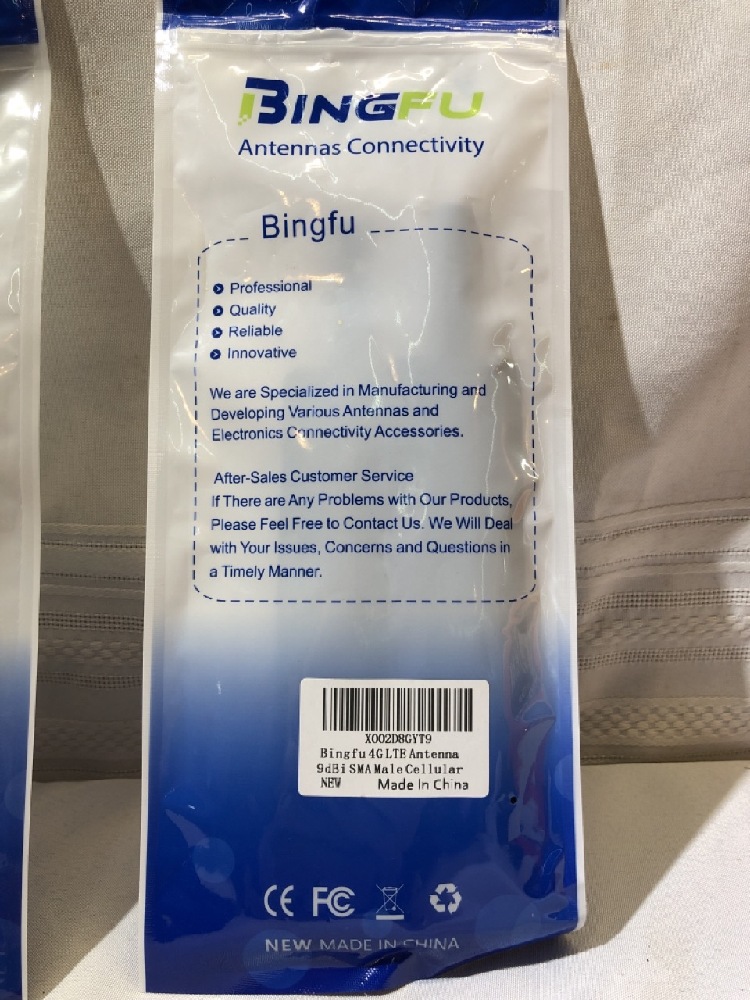 BINGFU
Antennas Connectivity
Bingfu
Professional
Quality
Reliable
Innovative
We are Specialized in Manufacturing and
Developing Various Antennas and
Electronics Connectivity Accessories.
After-Sales Customer Service
If There are Any Problems with Our Products,
Please Feel Free to Contact Us. We Will Deal
with Your Issues, Concerns and Questions in
a Timely Manner.
X002D8GYT9
Bingfu 4G LTE Antenna
9dBi SMA Male Cellular
NEW Made In China
CE FC
NEW MADE IN CHINA